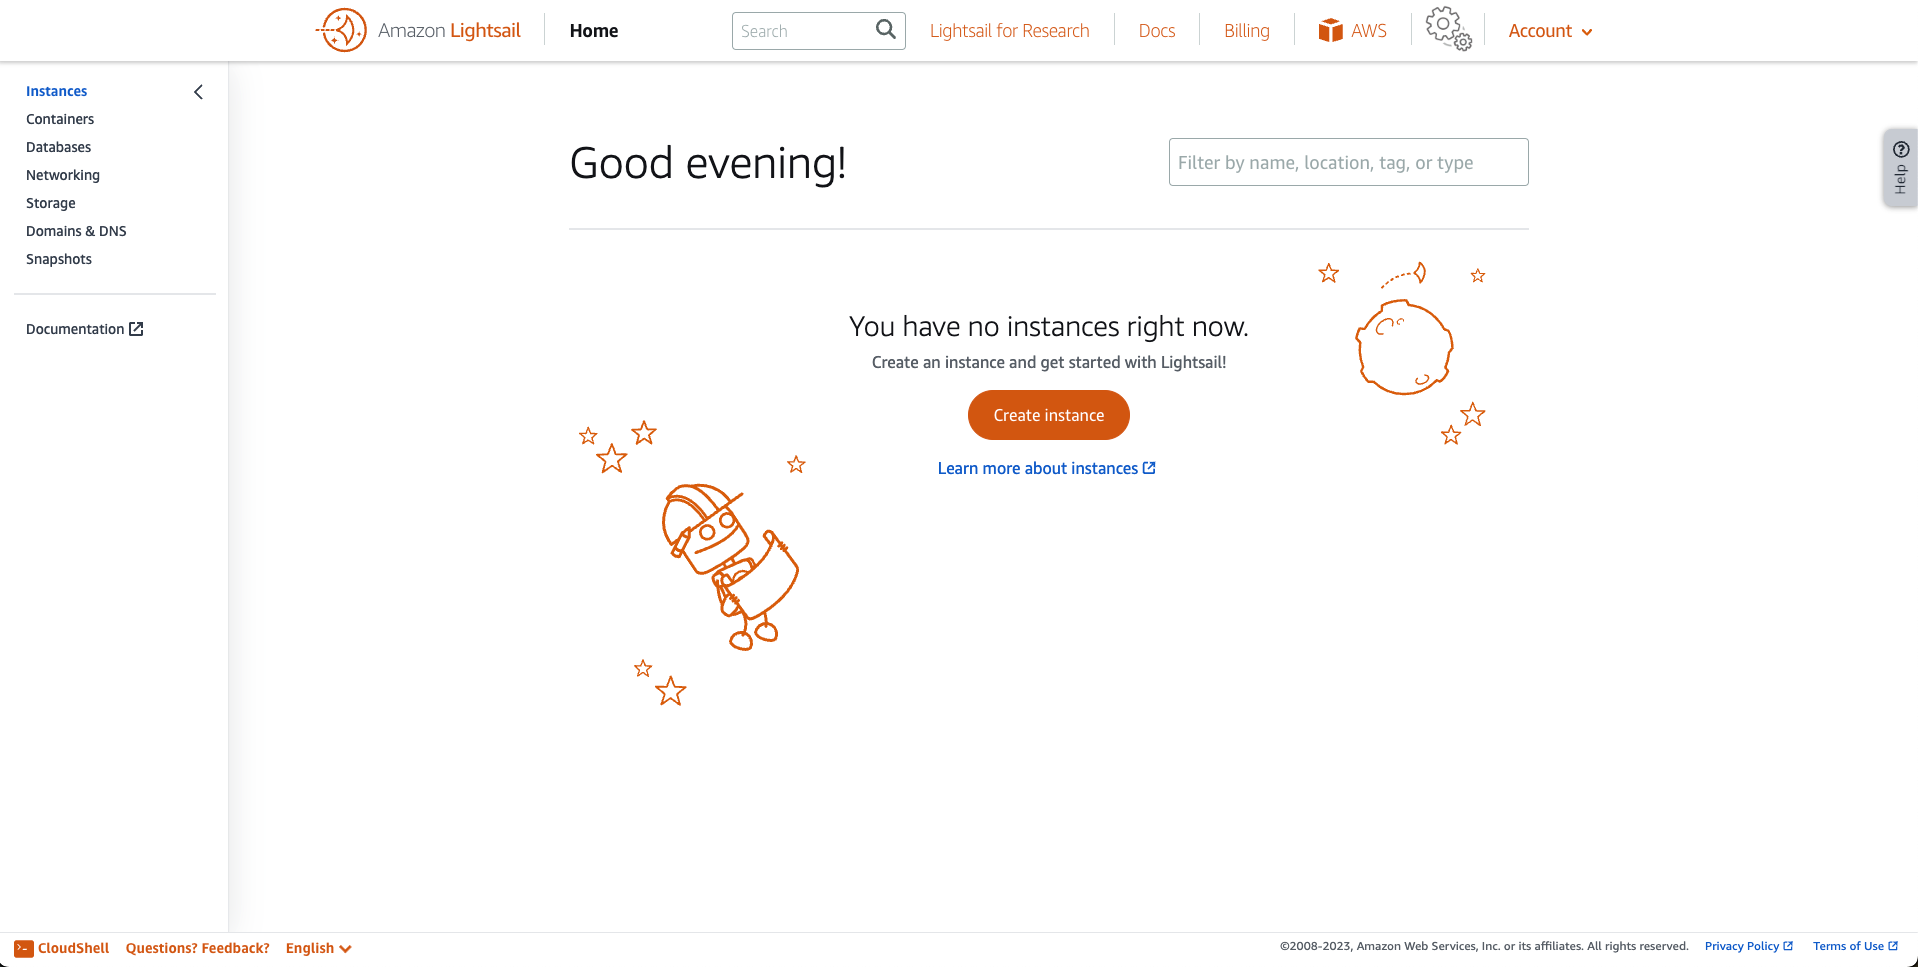 Amazon Lightsail
Home
Search
Lightsail for Research
Docs
Billing
AWS
Account
Instances
Containers
Databases
Networking
Storage
Domains & DNS
Snapshots
Documentation
Good evening!
Filter by name, location, tag, or type
Help
You have no instances right now.
Create an instance and get started with Lightsail!
Create instance
Learn more about instances
CloudShell
Questions? Feedback?
English
©2008-2023, Amazon Web Services, Inc. or its affiliates. All rights reserved.
Privacy Policy
Terms of Use